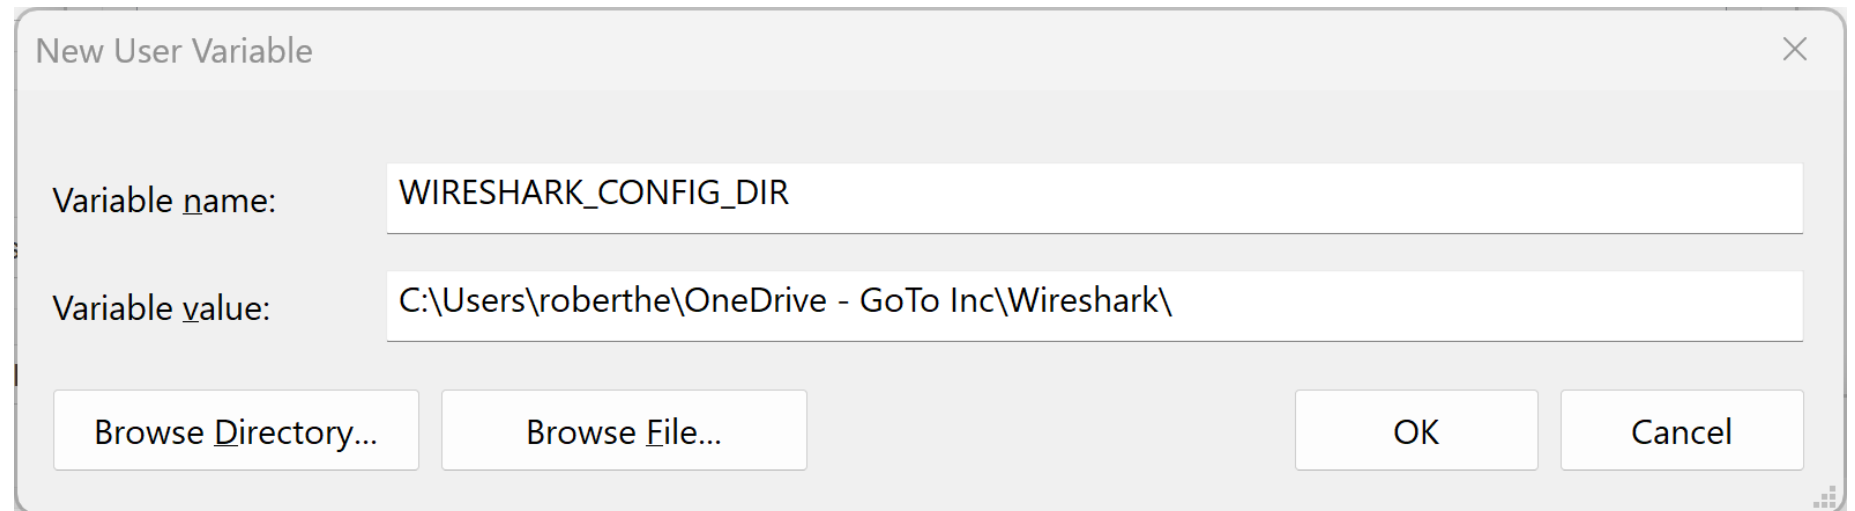 New User Variable
Variable name:
WIRESHARK_CONFIG_DIR
Variable value:
C:\Users\roberthe\OneDrive - GoTo Inc\Wireshark\
Browse Directory...
Browse File...
OK
Cancel